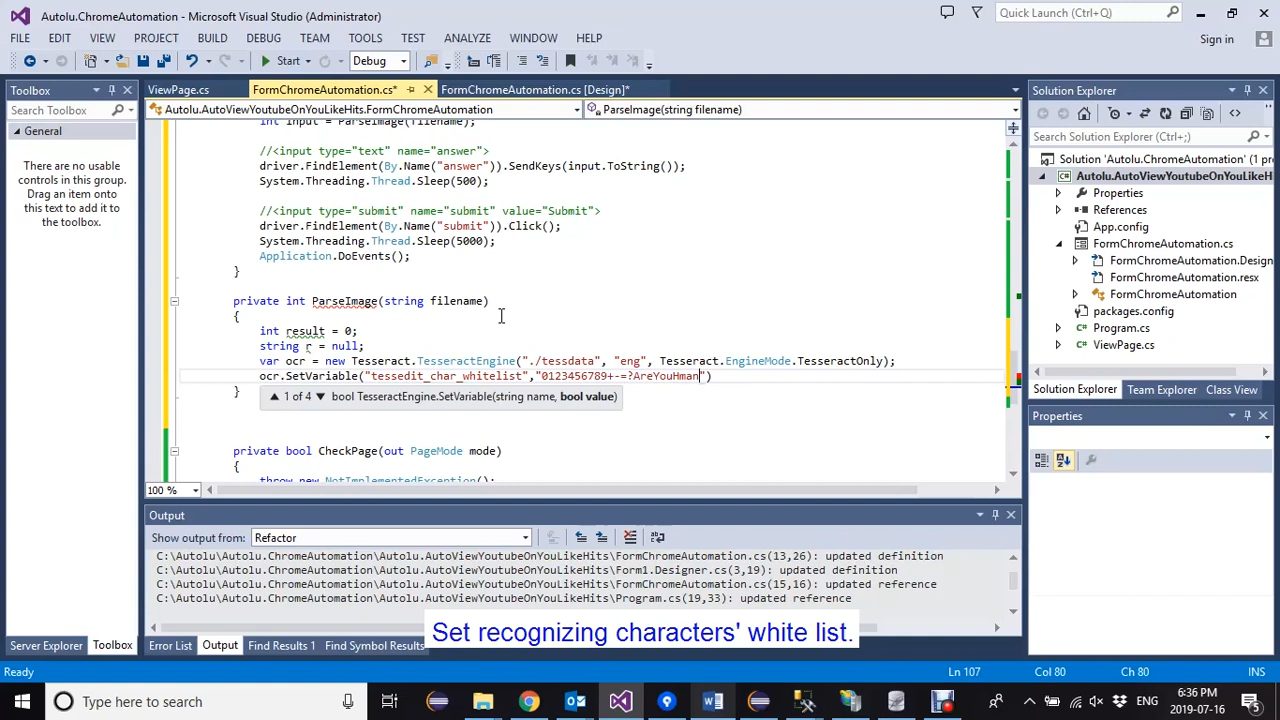 Autolu.ChromeAutomation - Microsoft Visual Studio (Administrator)
Quick Launch (Ctrl+Q)
FILE EDIT VIEW PROJECT BUILD DEBUG TEAM TOOLS TEST ANALYZE WINDOW HELP
Sign in
Start Debug
Toolbox
Search Toolbox
General
There are no usable
controls in this group.
Drag an item onto
this text to add it to
the toolbox.
ViewPage.cs FormChromeAutomation.cs* FormChromeAutomation.cs [Design]*
Autolu.AutoViewYoutubeOnYouLikeHits.FormChromeAutomation ParseImage(string filename)
int input = ParseImage(filename);
//<input type="text" name="answer">
driver.FindElement(By.Name("answer")).SendKeys(input.ToString());
System.Threading.Thread.Sleep(500);
//<input type="submit" name="submit" value="Submit">
driver.FindElement(By.Name("submit")).Click();
System.Threading.Thread.Sleep(5000);
Application.DoEvents();
}
private int ParseImage(string filename)
{
int result = 0;
string r = null;
var ocr = new Tesseract.TesseractEngine("./tessdata", "eng", Tesseract.EngineMode.TesseractOnly);
ocr.SetVariable("tessedit_char_whitelist","0123456789+-=?AreYouHman")
}
1 of 4 bool TesseractEngine.SetVariable(string name, bool value)
private bool CheckPage(out PageMode mode)
{
throw new NotImplementedException();
100 %
Output
Show output from: Refactor
C:\Autolu\Autolu.ChromeAutomation\Autolu.AutoViewYoutubeOnYouLikeHits\FormChromeAutomation.cs(13,26): updated definition
C:\Autolu\Autolu.ChromeAutomation\Autolu.AutoViewYoutubeOnYouLikeHits\Form1.Designer.cs(3,19): updated definition
C:\Autolu\Autolu.ChromeAutomation\Autolu.AutoViewYoutubeOnYouLikeHits\FormChromeAutomation.cs(15,16): updated reference
C:\Autolu\Autolu.ChromeAutomation\Autolu.AutoViewYoutubeOnYouLikeHits\Program.cs(19,33): updated reference
Solution Explorer
Search Solution Explorer (Ctrl+;)
Solution 'Autolu.ChromeAutomation' (1 pro
Autolu.AutoViewYoutubeOnYouLikeH
Properties
References
App.config
FormChromeAutomation.cs
FormChromeAutomation.Design
FormChromeAutomation.resx
FormChromeAutomation
packages.config
Program.cs
ViewPage.cs
Solution Explorer Team Explorer Class View
Properties
Set recognizing characters' white list.
Server Explorer Toolbox Error List Output Find Results 1 Find Symbol Results
Ready Ln 107 Col 80 Ch 80 INS
Type here to search
ENG
6:36 PM
2019-07-16
5